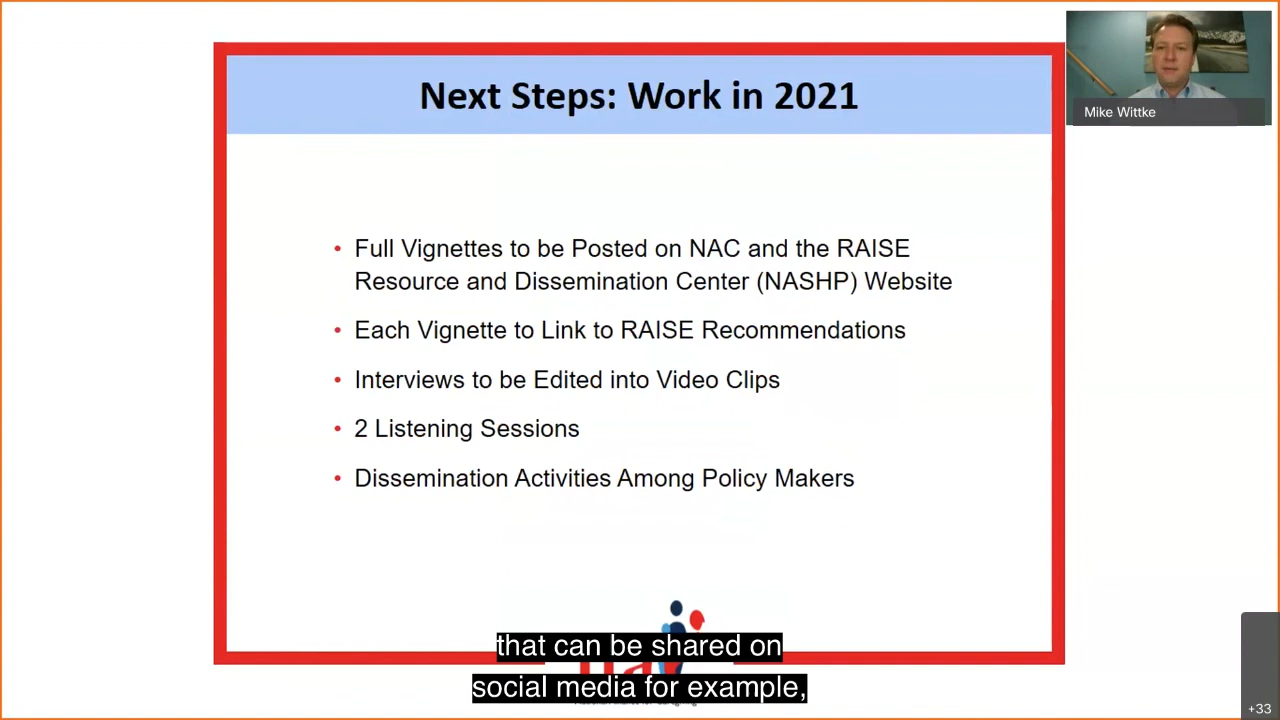 Next Steps: Work in 2021
Mike Wittke
• Full Vignettes to be Posted on NAC and the RAISE
Resource and Dissemination Center (NASHP) Website
• Each Vignette to Link to RAISE Recommendations
• Interviews to be Edited into Video Clips
• 2 Listening Sessions
• Dissemination Activities Among Policy Makers
that can be shared on
social media for example,
+33